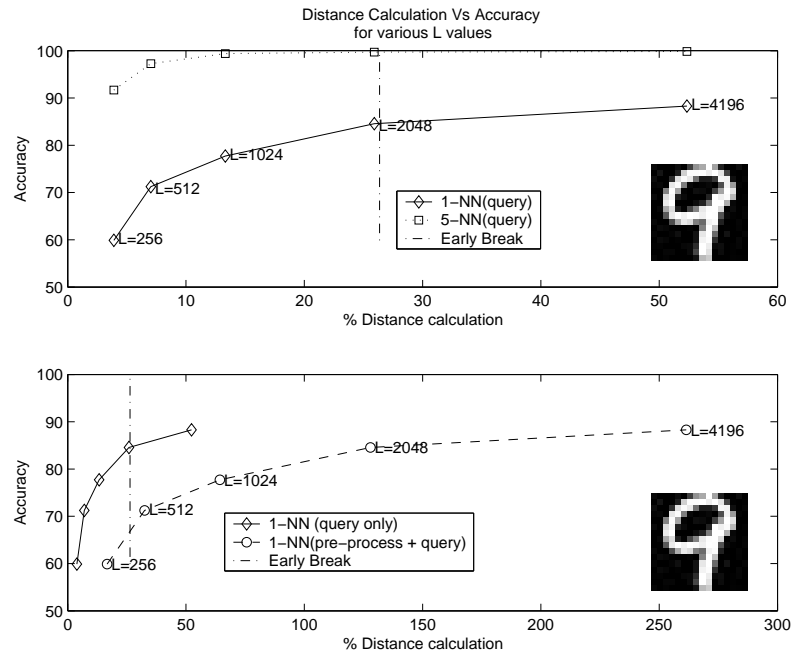 Distance Calculation Vs Accuracy
for various L values
100
90
80
70
60
50
Accuracy
L=256
L=512
L=1024
L=2048
L=4196
1−NN(query)
5−NN(query)
Early Break
0
10
20
30
40
50
60
% Distance calculation
100
90
80
70
60
50
Accuracy
L=256
L=512
L=1024
L=2048
L=4196
1−NN (query only)
1−NN(pre−process + query)
Early Break
0
50
100
150
200
250
300
% Distance calculation
9
9